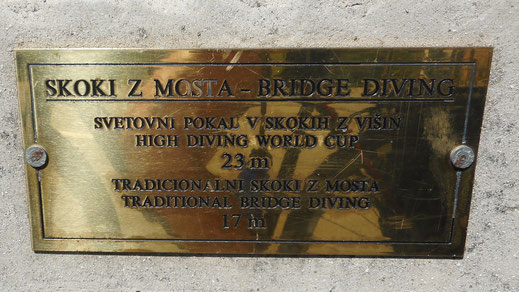 SKOKI Z MOSTA - BRIDGE DIVING
SVETOVNI POKAL V SKOKIH Z VIŠIN
HIGH DIVING WORLD CUP
23 m
TRADICIONALNI SKOKI Z MOSTA
TRADITIONAL BRIDGE DIVING
17 m